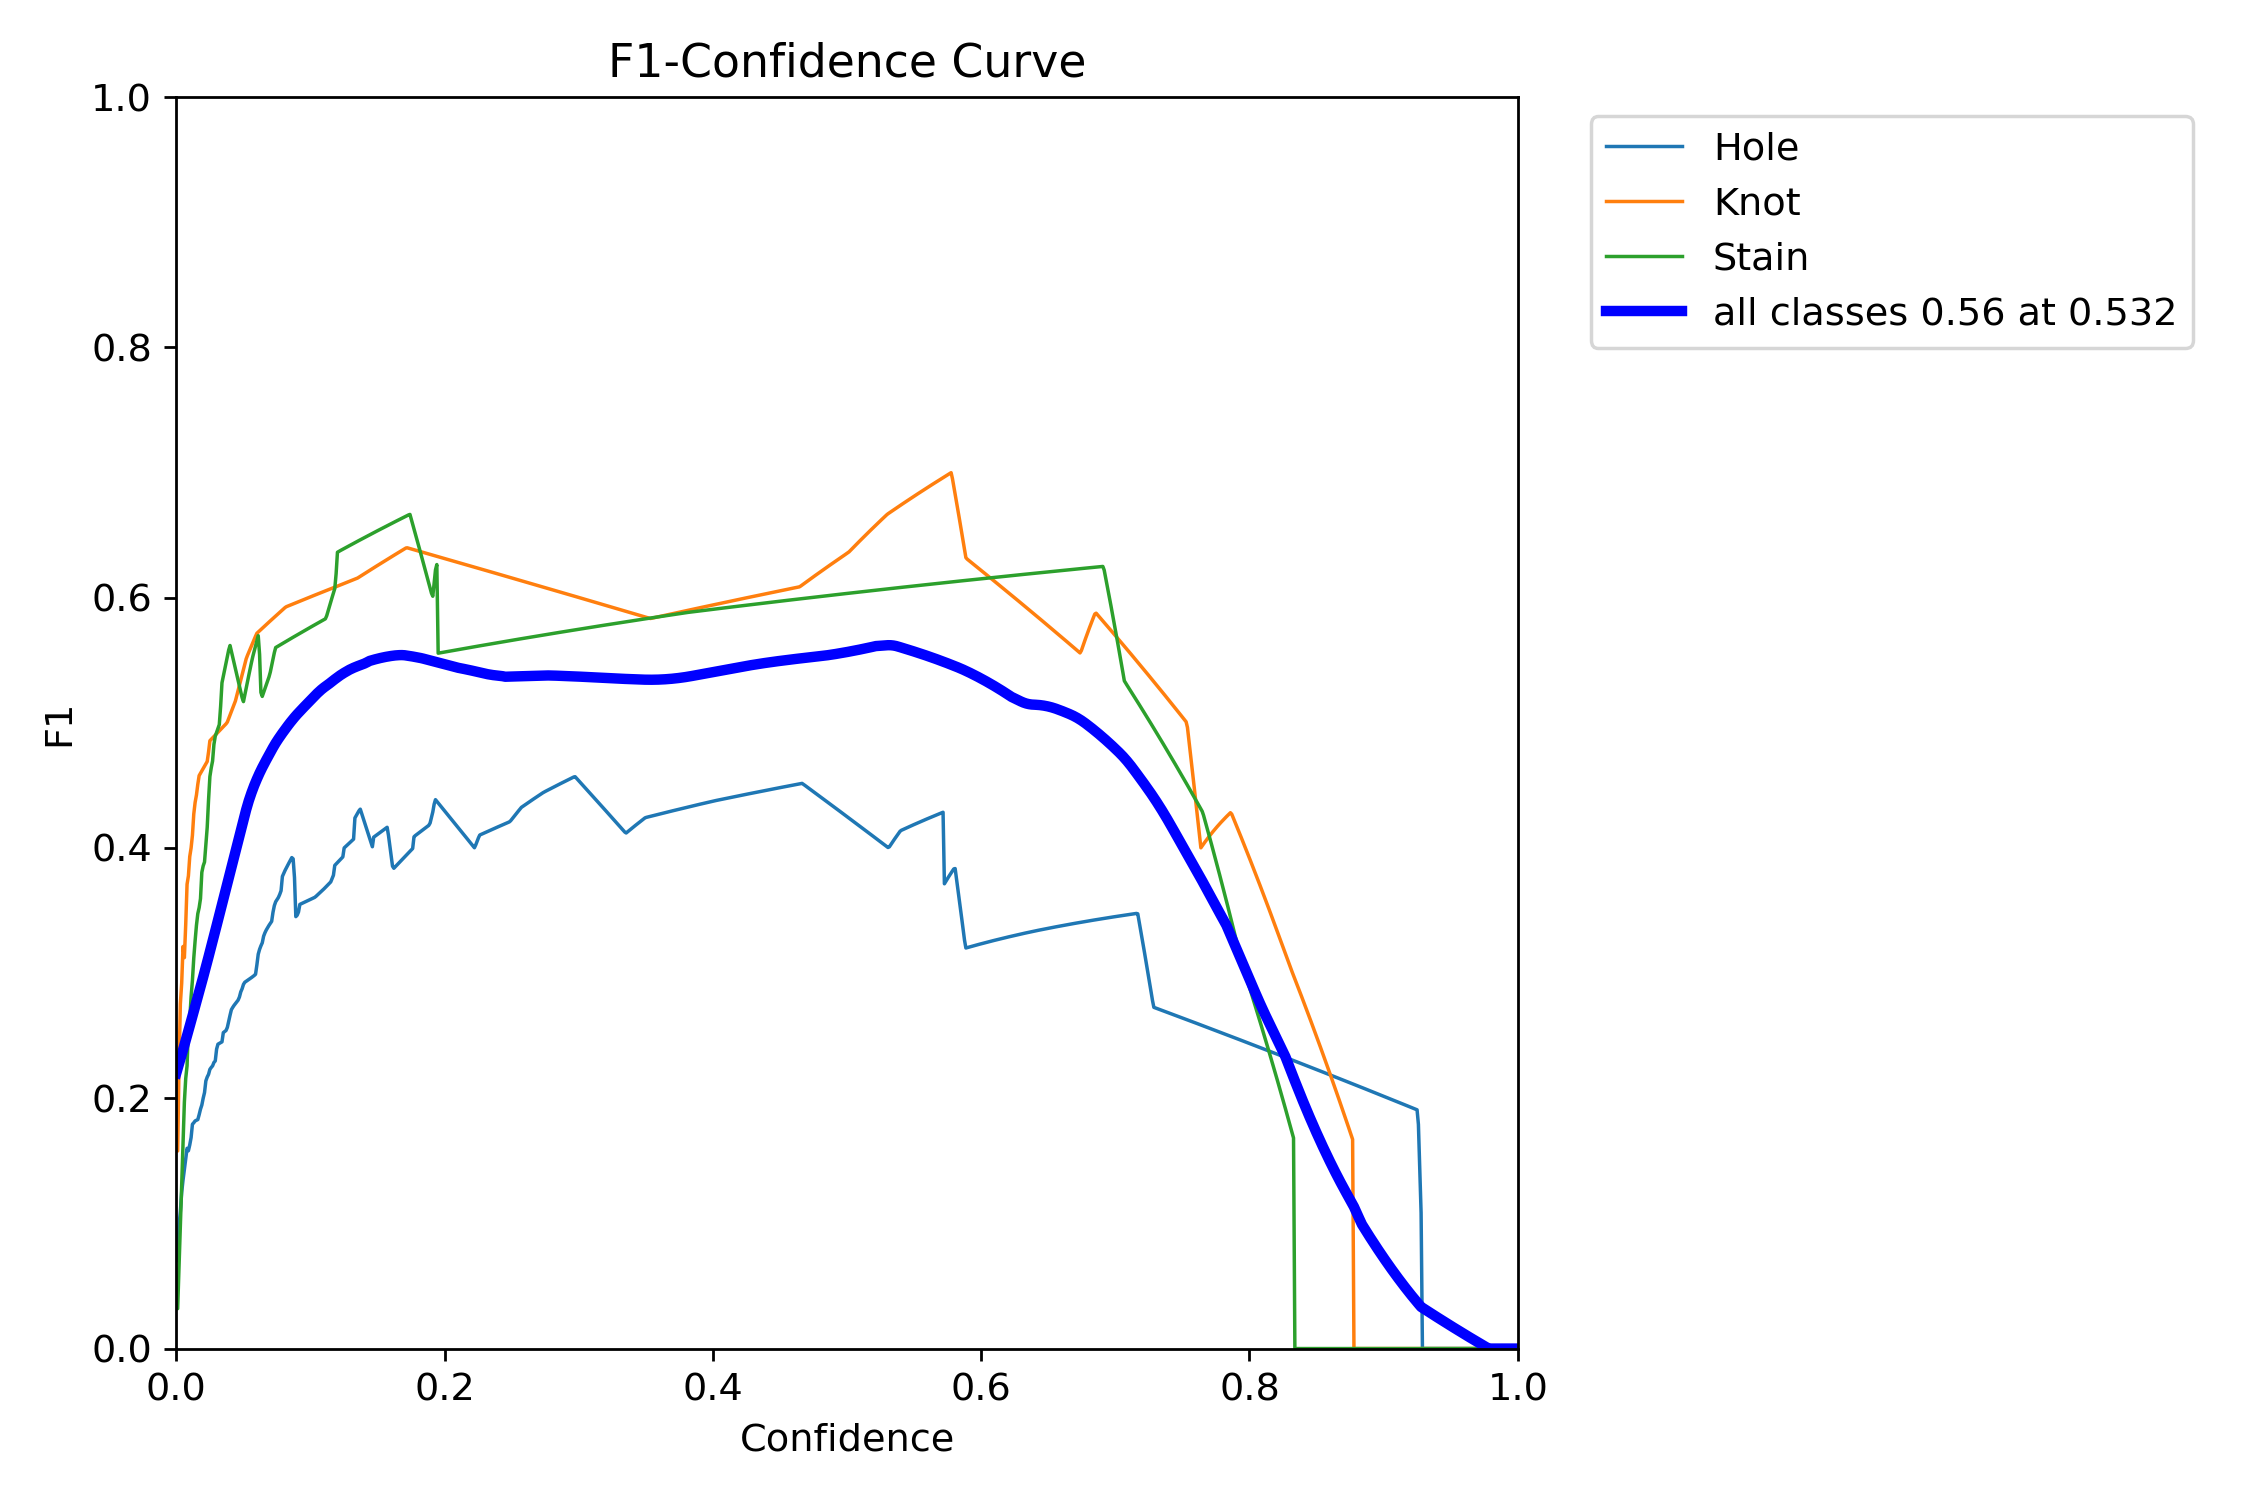 F1-Confidence Curve
1.0
0.8
0.6
0.4
0.2
0.0
F1
0.0 0.2 0.4 0.6 0.8 1.0
Confidence
Hole
Knot
Stain
all classes 0.56 at 0.532